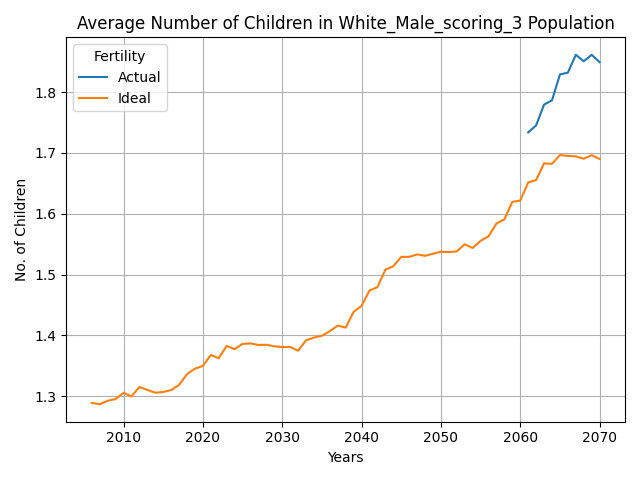 Average Number of Children in White_Male_scoring_3 Population
Fertility
Actual
Ideal
No. of Children
1.8
1.7
1.6
1.5
1.4
1.3
2010 2020 2030 2040 2050 2060 2070
Years